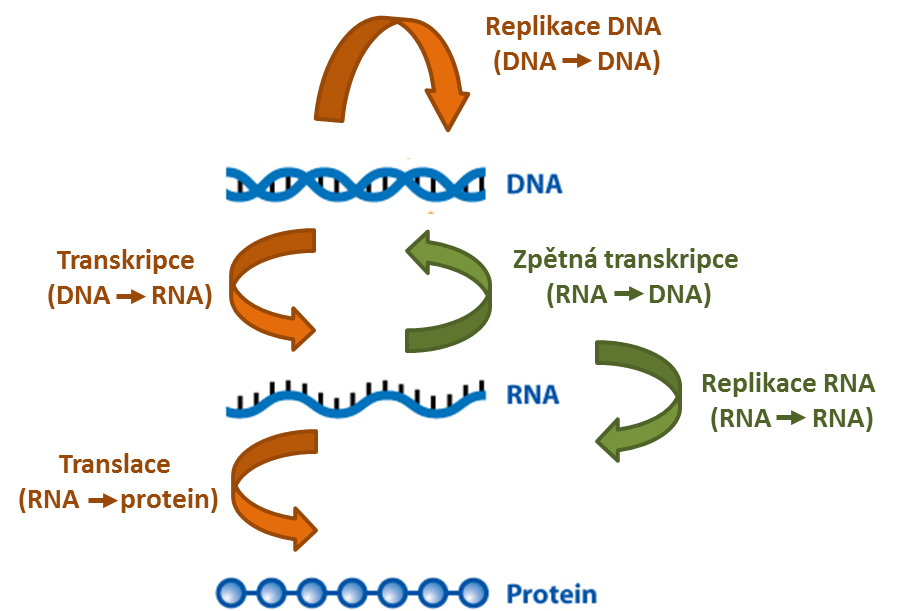 Replikace DNA
(DNA → DNA)
DNA
Transkripce
(DNA → RNA)
Zpětná transkripce
(RNA → DNA)
Replikace RNA
(RNA → RNA)
RNA
Translace
(RNA → protein)
Protein